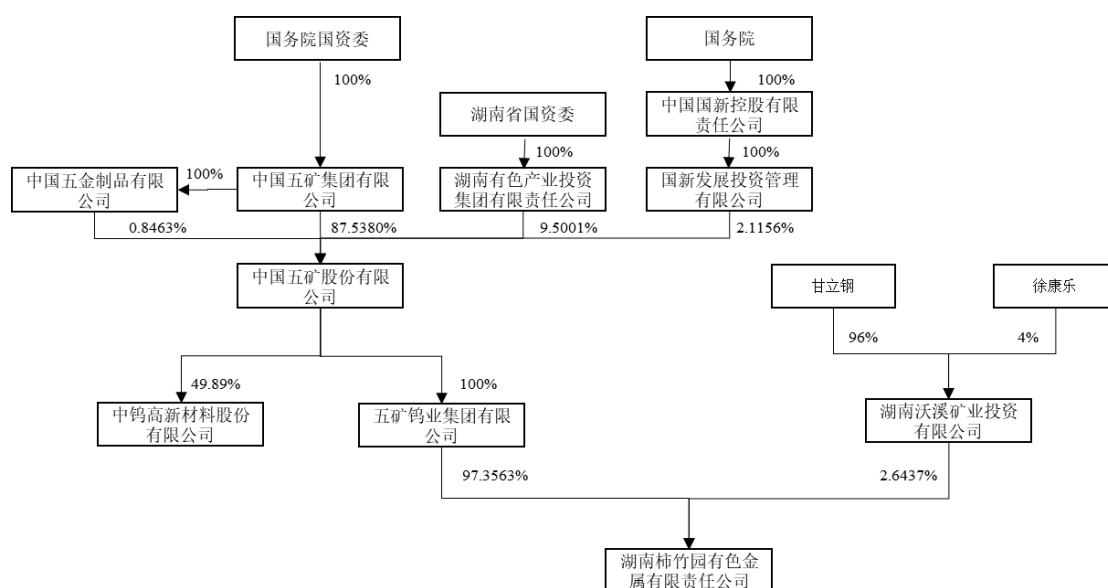 国务院国资委
国务院
100%
100%
湖南省国资委
中国国新控股有限
责任公司
100%
100%
中国五金制品有限
公司
100%
中国五矿集团有限
公司
湖南有色产业投资
集团有限责任公司
国新发展投资管理
有限公司
0.8463%
87.5380%
9.5001%
2.1156%
中国五矿股份有限
公司
甘立钢
徐康乐
96%
4%
49.89%
100%
中钨高新材料股份
有限公司
五矿钨业集团有限
公司
湖南沃溪矿业投资
有限公司
97.3563%
2.6437%
湖南柿竹园有色金
属有限责任公司